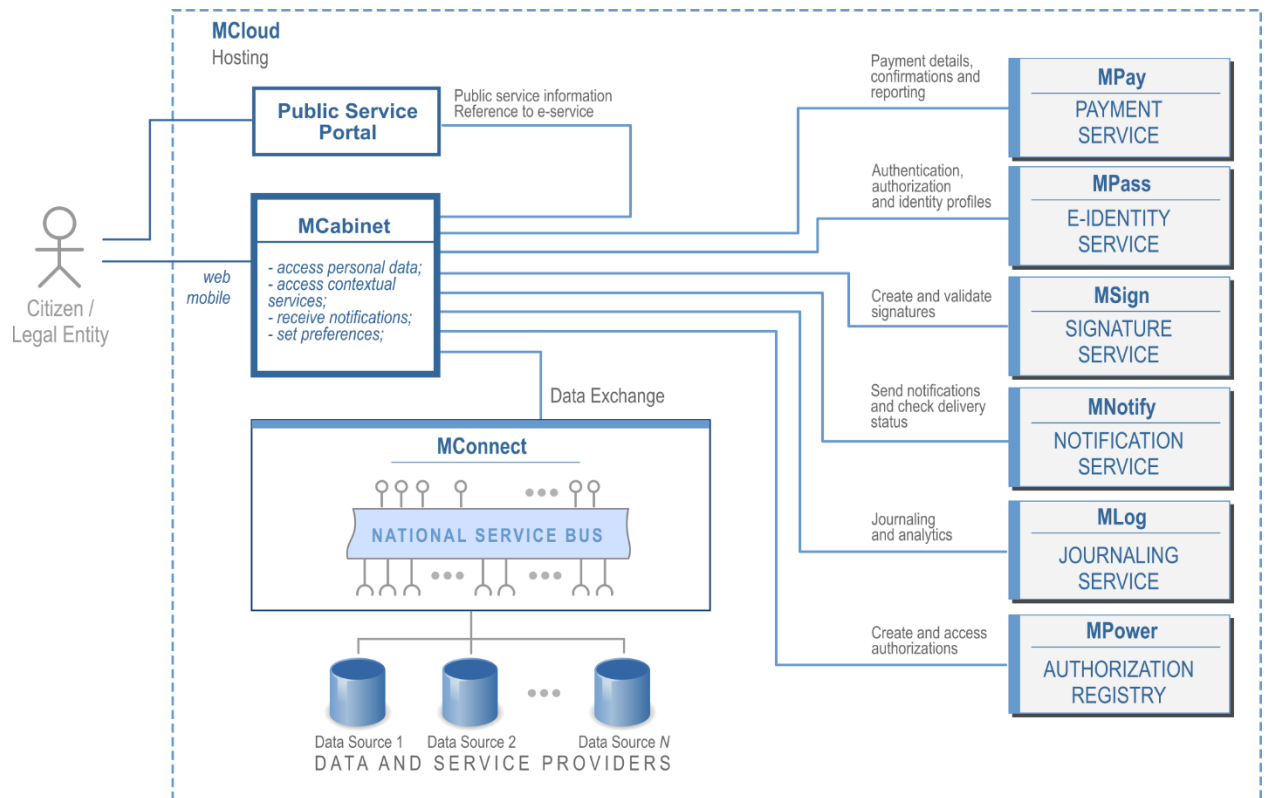 MCloud
Hosting
Public Service
Portal
Public service information
Reference to e-service
MCabinet
- access personal data;
- access contextual
services;
- receive notifications;
- set preferences;
web
mobile
Citizen /
Legal Entity
Data Exchange
MConnect
NATIONAL SERVICE BUS
Data Source 1
Data Source 2
Data Source N
DATA AND SERVICE PROVIDERS
Payment details,
confirmations and
reporting
MPay
PAYMENT
SERVICE
Authentication,
authorization
and identity profiles
MPass
E-IDENTITY
SERVICE
Create and validate
signatures
MSign
SIGNATURE
SERVICE
Send notifications
and check delivery
status
MNotify
NOTIFICATION
SERVICE
Journaling
and analytics
MLog
JOURNALING
SERVICE
Create and access
authorizations
MPower
AUTHORIZATION
REGISTRY